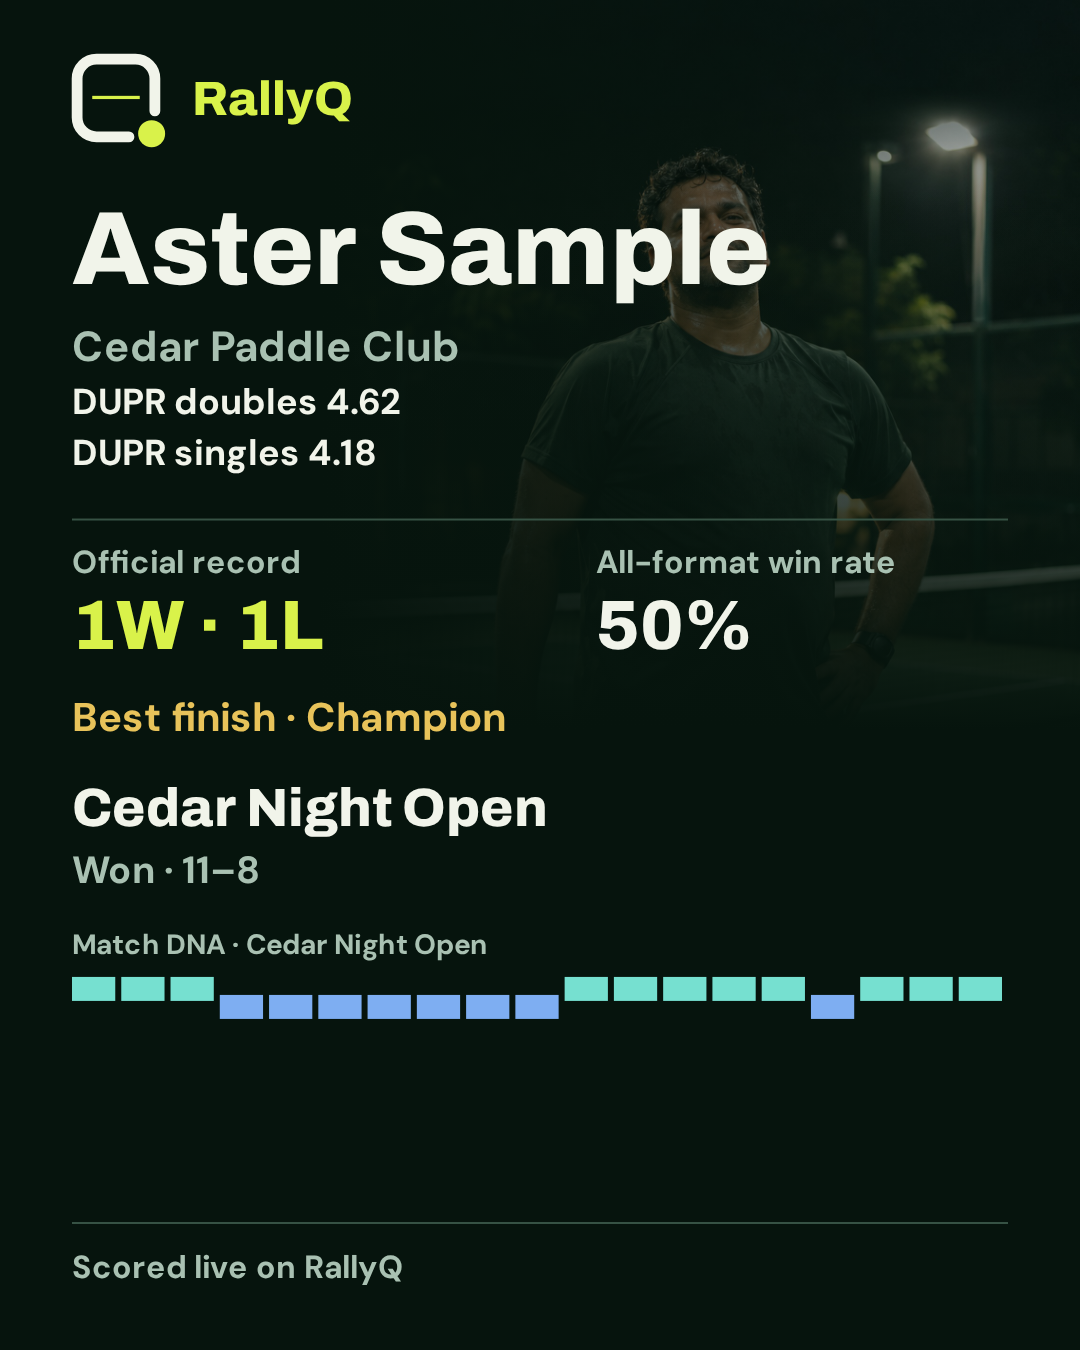 RallyQ
Aster Sample
Cedar Paddle Club
DUPR doubles 4.62
DUPR singles 4.18
Official record
1W · 1L
All-format win rate
50%
Best finish · Champion
Cedar Night Open
Won · 11–8
Match DNA · Cedar Night Open
Scored live on RallyQ